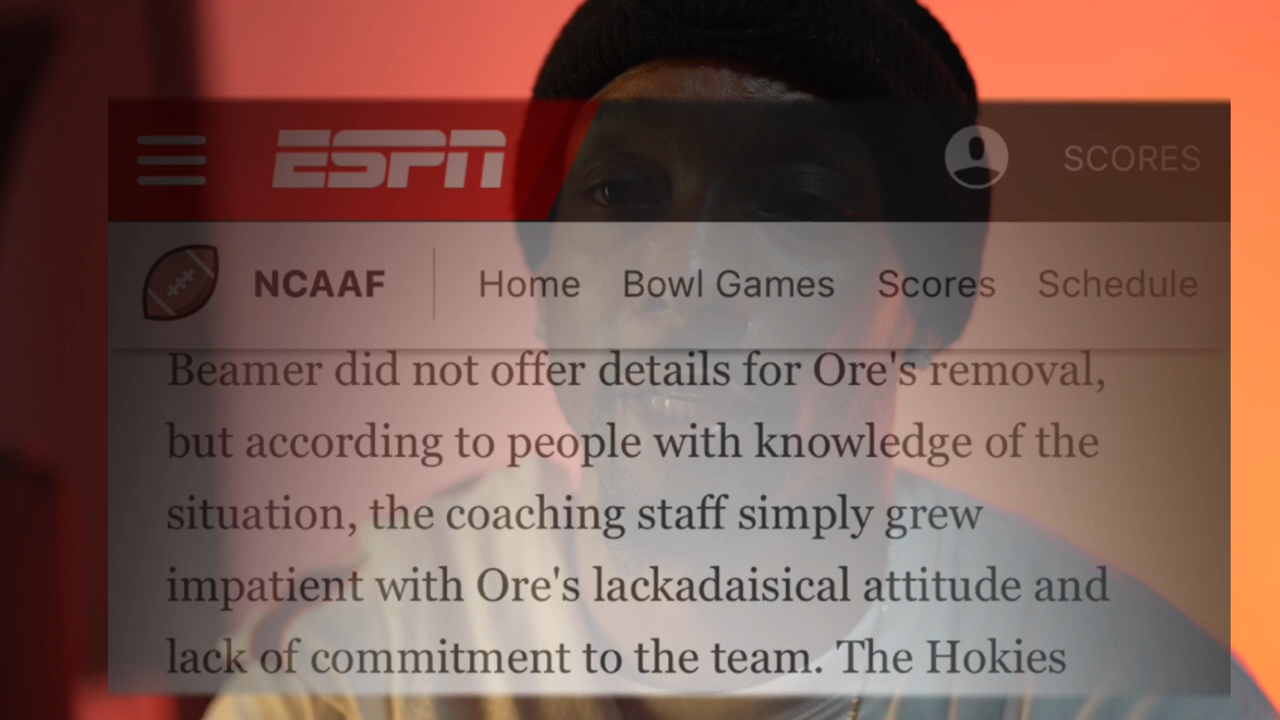 ESPN
SCORES
NCAAF Home Bowl Games Scores Schedule
Beamer did not offer details for Ore's removal,
but according to people with knowledge of the
situation, the coaching staff simply grew
impatient with Ore's lackadaisical attitude and
lack of commitment to the team. The Hokies